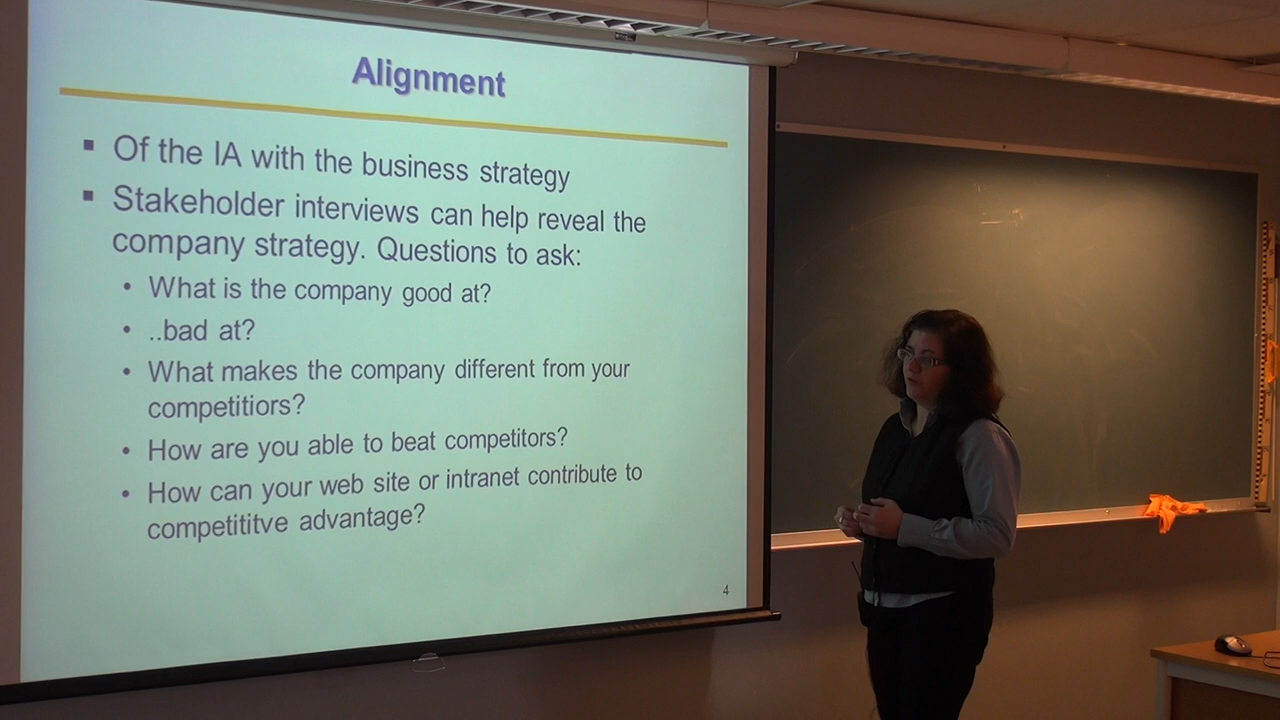 Alignment
▪ Of the IA with the business strategy
▪ Stakeholder interviews can help reveal the
company strategy. Questions to ask:
• What is the company good at?
• ..bad at?
• What makes the company different from your
competitiors?
• How are you able to beat competitors?
• How can your web site or intranet contribute to
competititve advantage?
4